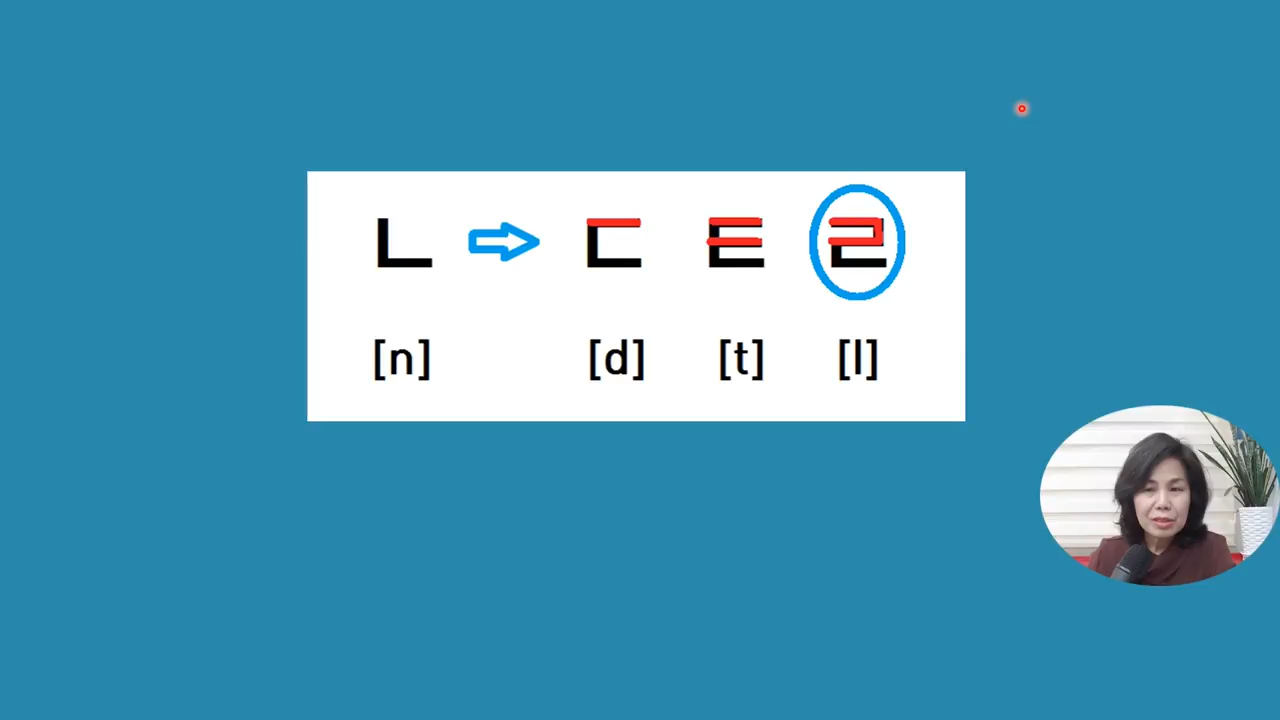 ㄴ ㄷ ㅌ ㄹ
[n] [d] [t] [l]